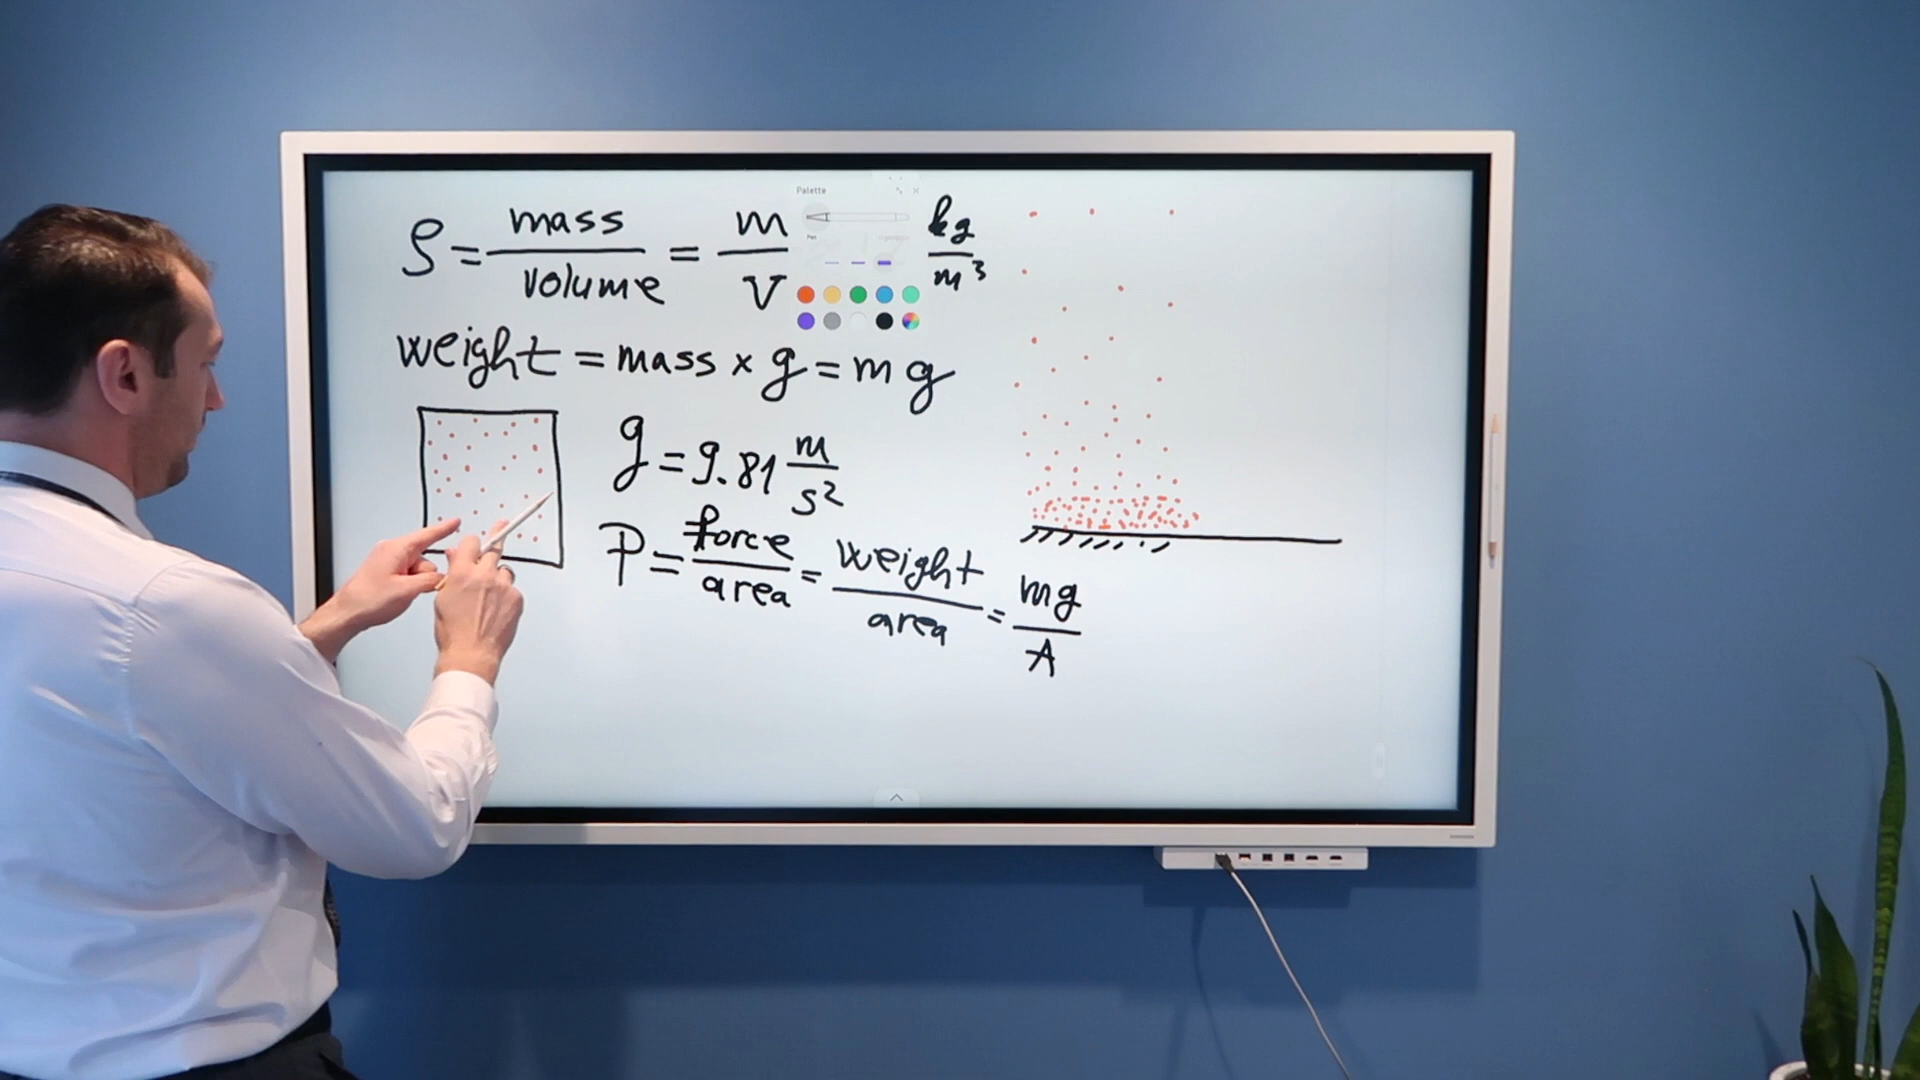 ρ = mass / volume = m / V kg / m³
Palette
Pen
weight = mass × g = m g
g = 9.81 m / s²
P = force / area = weight / area = mg / A